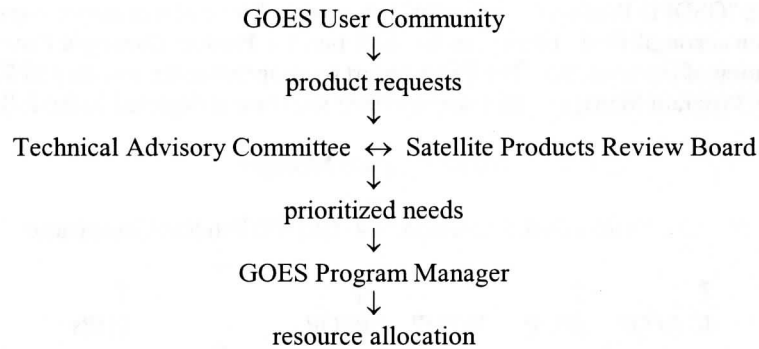 GOES User Community
↓
product requests
↓
Technical Advisory Committee ↔ Satellite Products Review Board
↓
prioritized needs
↓
GOES Program Manager
↓
resource allocation